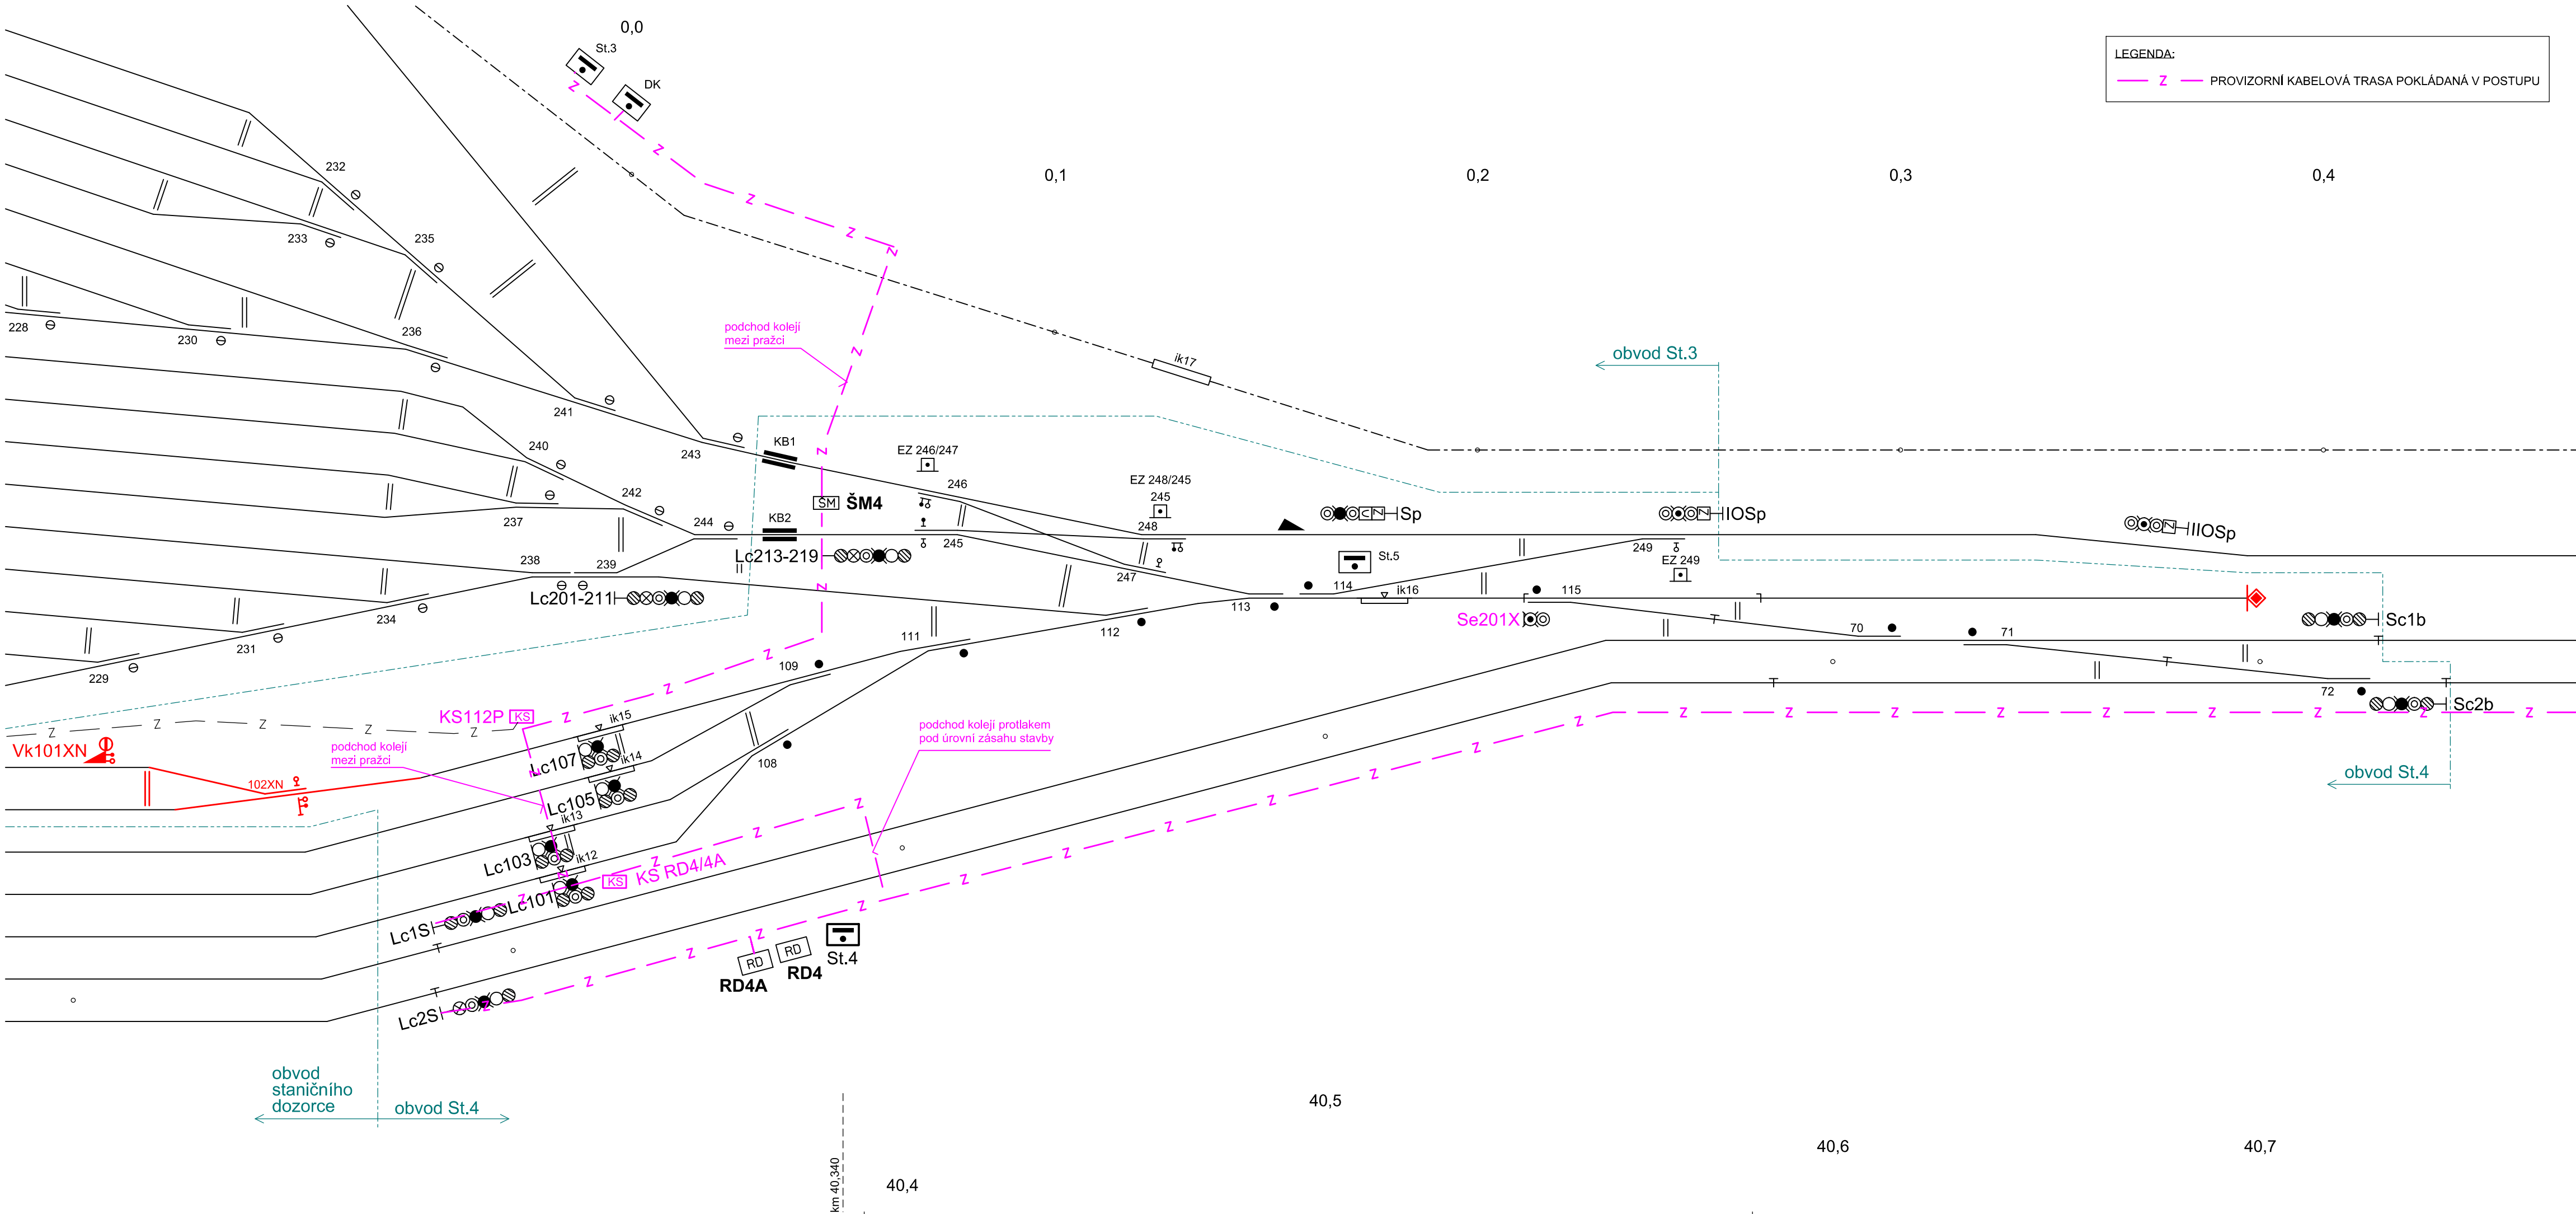 0,0
St.3
DK
LEGENDA:
Z PROVIZORNÍ KABELOVÁ TRASA POKLÁDANÁ V POSTUPU
0,1
0,2
0,3
0,4
232
233
235
228
230
236
podchod kolejí
mezi pražci
ik17
obvod St.3
241
240
243
KB1
EZ 246/247
242
237
244
KB2
ŠM
ŠM4
246
EZ 248/245
245
248
245
Sp
IOSp
IIOSp
238
239
Lc213-219
St.5
249
EZ 249
247
Lc201-211
234
231
229
114
ik16
115
113
112
111
109
Se201X
70
71
72
Sc1b
Sc2b
KS112P
KS
ik15
Vk101XN
podchod kolejí
mezi pražci
102XN
Lc107
ik14
108
podchod kolejí protlakem
pod úrovní zásahu stavby
obvod St.4
Lc105
ik13
Lc103
ik12
KS
KS RD4/4A
Lc101
Lc1S
RD
RD
St.4
RD4A
RD4
Lc2S
obvod
staničního
dozorce
obvod St.4
40,5
40,6
40,7
km 40,340
40,4